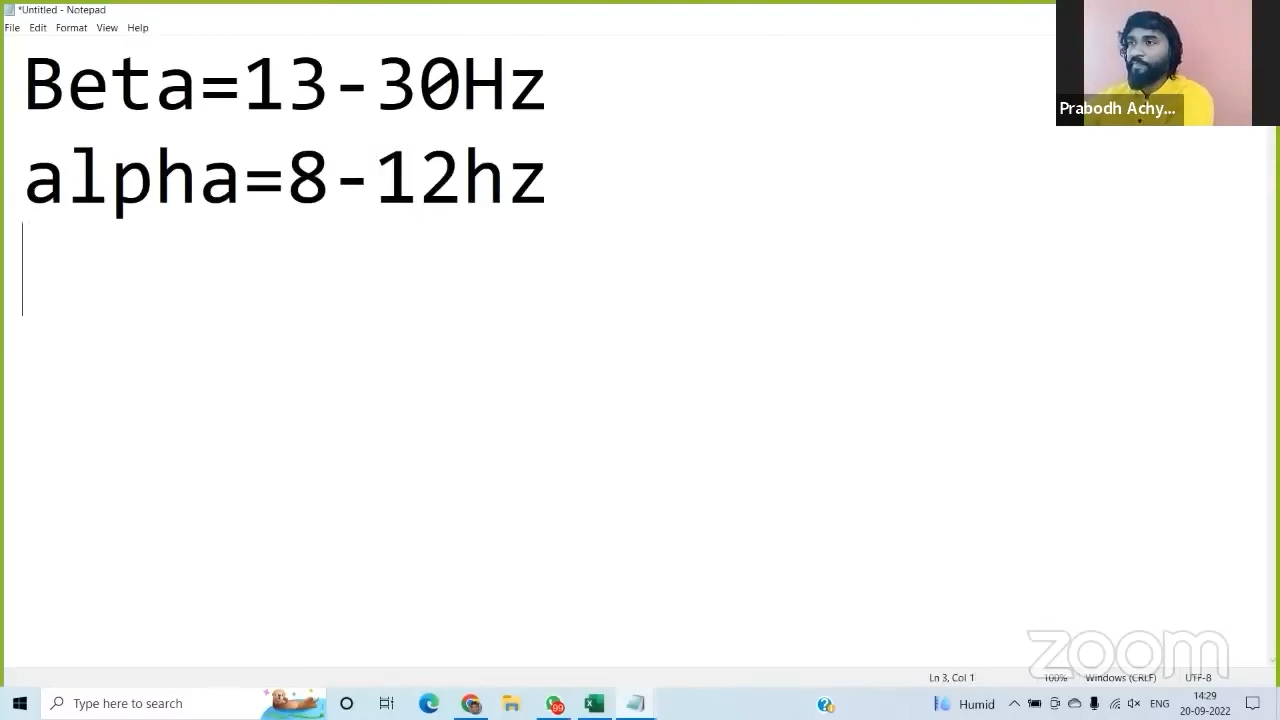 *Untitled - Notepad
File Edit Format View Help
Beta=13-30Hz
alpha=8-12hz
Prabodh Achy...
zoom
Ln 3, Col 1 100% Windows (CRLF) UTF-8
Type here to search
99
Humid
ENG
14:29
20-09-2022